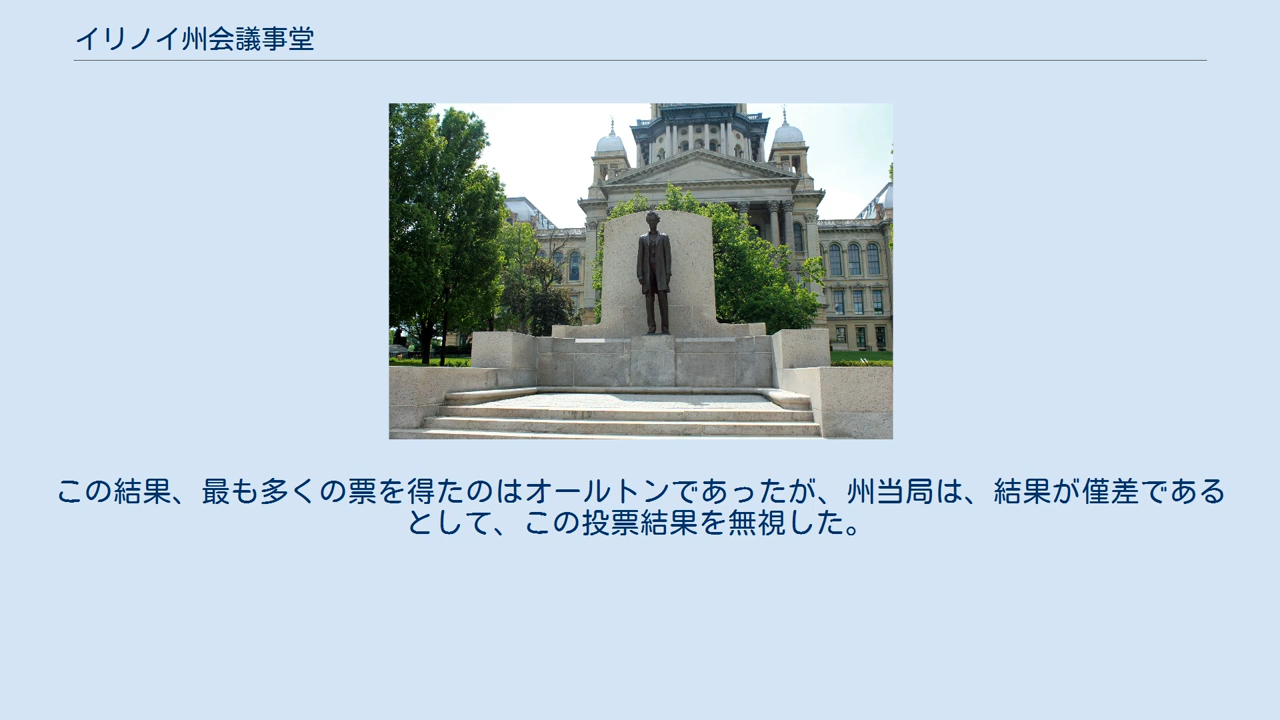 イリノイ州会議事堂
この結果、最も多くの票を得たのはオールトンであったが、州当局は、結果が僅差である
として、この投票結果を無視した。